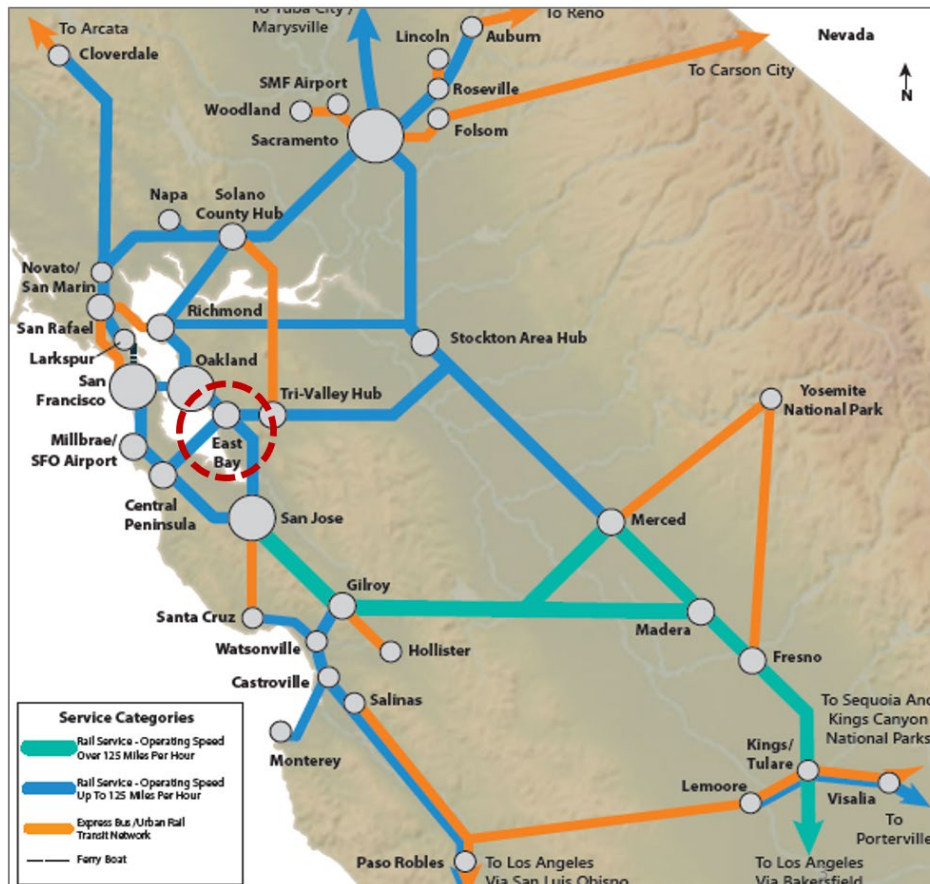 To Yuba City /
Marysville
To Reno
To Arcata
Cloverdale
Lincoln
Auburn
Nevada
N
SMF Airport
Roseville
To Carson City
Woodland
Folsom
Sacramento
Napa
Solano
County Hub
Novato/
San Marin
Richmond
San Rafael
Stockton Area Hub
Larkspur
Oakland
San
Francisco
Tri-Valley Hub
Yosemite
National Park
East
Bay
Millbrae/
SFO Airport
Central
Peninsula
San Jose
Merced
Gilroy
Santa Cruz
Madera
Watsonville
Hollister
Fresno
Castroville
Salinas
To Sequoia And
Kings Canyon
National Parks
Monterey
Kings/
Tulare
Lemoore
Visalia
To
Porterville
Paso Robles
To Los Angeles
Via San Luis Obispo
To Los Angeles
Via Bakersfield
Service Categories
Rail Service - Operating Speed
Over 125 Miles Per Hour
Rail Service - Operating Speed
Up To 125 Miles Per Hour
Express Bus /Urban Rail
Transit Network
Ferry Boat